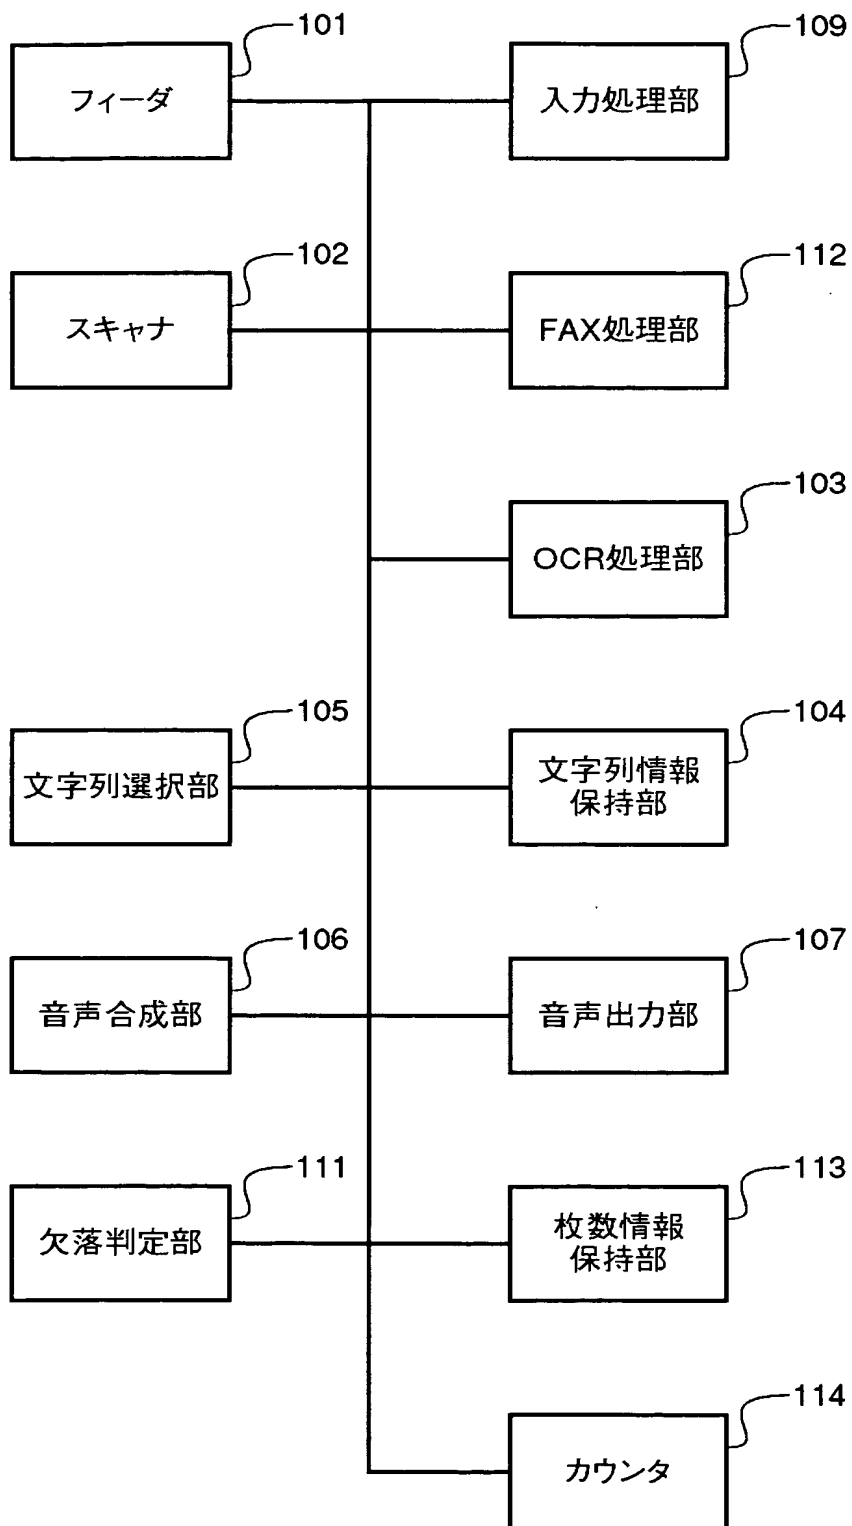 101
フィーダ
109
入力処理部
102
スキャナ
112
FAX処理部
103
OCR処理部
105
文字列選択部
104
文字列情報
保持部
106
音声合成部
107
音声出力部
111
欠落判定部
113
枚数情報
保持部
114
カウンタ